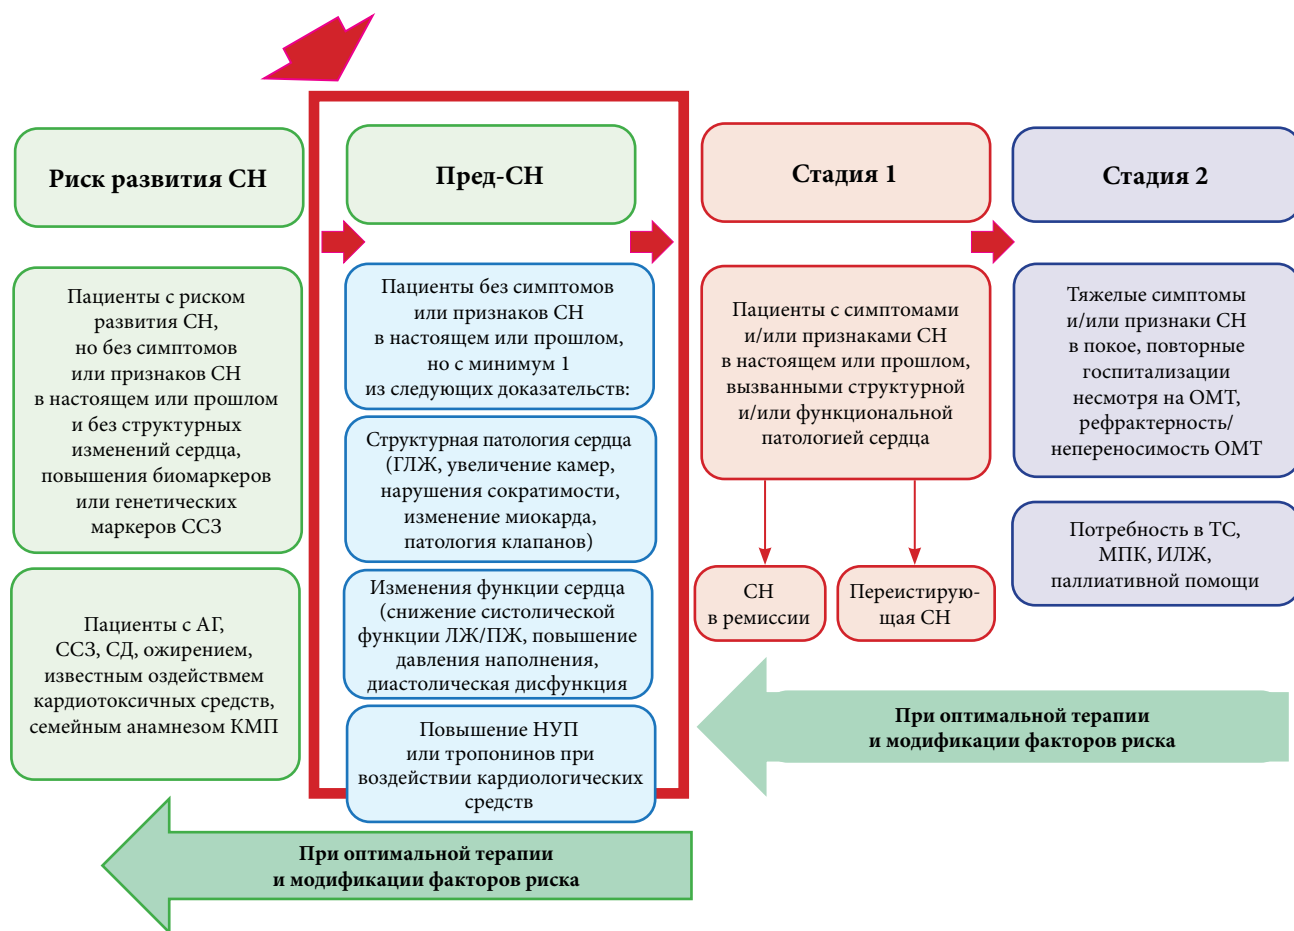 Риск развития СН
Пациенты с риском
развития СН,
но без симптомов
или признаков СН
в настоящем или прошлом
и без структурных
изменений сердца,
повышения биомаркеров
или генетических
маркеров ССЗ
Пациенты с АГ,
ССЗ, СД, ожирением,
известным оздействмем
кардиотоксичных средств,
семейным анамнезом КМП
Пред-СН
Пациенты без симптомов
или признаков СН
в настоящем или прошлом,
но с минимум 1
из следующих доказательств:
Структурная патология сердца
(ГЛЖ, увеличение камер,
нарушения сократимости,
изменение миокарда,
патология клапанов)
Изменения функции сердца
(снижение систолической
функции ЛЖ/ПЖ, повышение
давления наполнения,
диастолическая дисфункция
Повышение НУП
или тропонинов при
воздействии кардиологических
средств
Стадия 1
Пациенты с симптомами
и/или признаками СН
в настоящем или прошлом,
вызванными структурной
и/или функциональной
патологией сердца
СН
в ремиссии
Переистирую-
щая СН
Стадия 2
Тяжелые симптомы
и/или признаки СН
в покое, повторные
госпитализации
несмотря на ОМТ,
рефрактерность/
непереносимость ОМТ
Потребность в ТС,
МПК, ИЛЖ,
паллиативной помощи
При оптимальной терапии
и модификации факторов риска
При оптимальной терапии
и модификации факторов риска